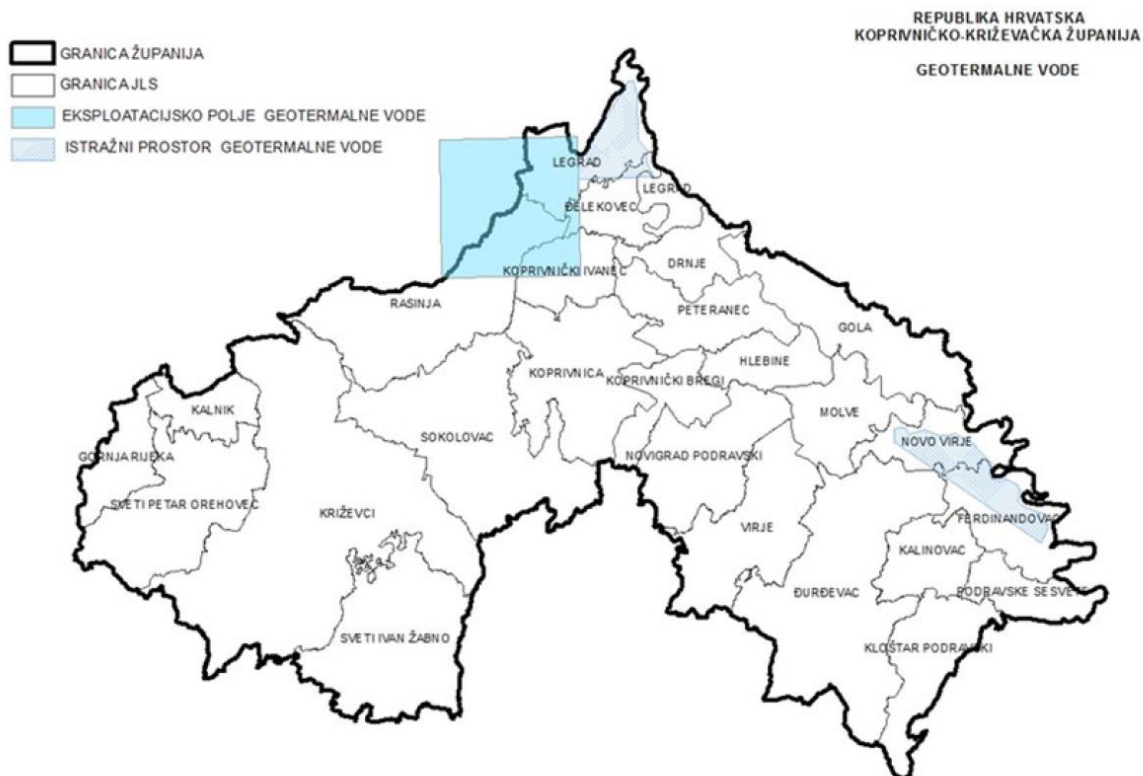 REPUBLIKA HRVATSKA
KOPRIVNIČKO-KRIŽEVAČKA ŽUPANIJA
GEOTERMALNE VODE
GRANICA ŽUPANIJA
GRANICA JLS
EKSPLOATACIJSKO POLJE GEOTERMALNE VODE
ISTRAŽNI PROSTOR GEOTERMALNE VODE
LEGRAD
LEGRAD
ĐELEKOVEC
DRNJE
KOPRIVNIČKI IVANEC
RASINJA
PETERANEC
GOLA
HLEBINE
KOPRIVNICA
KOPRIVNIČKI BREGI
KALNIK
MOLVE
SOKOLOVAC
NOVO VIRJE
GORNJA RIJEKA
NOVIGRAD PODRAVSKI
SVETI PETAR OREHOVEC
KRIŽEVCI
FERDINANDOVAC
VIRJE
KALINOVAC
ĐURĐEVAC
PODRAVSKE SESVETE
SVETI IVAN ŽABNO
KLOŠTAR PODRAVSKI